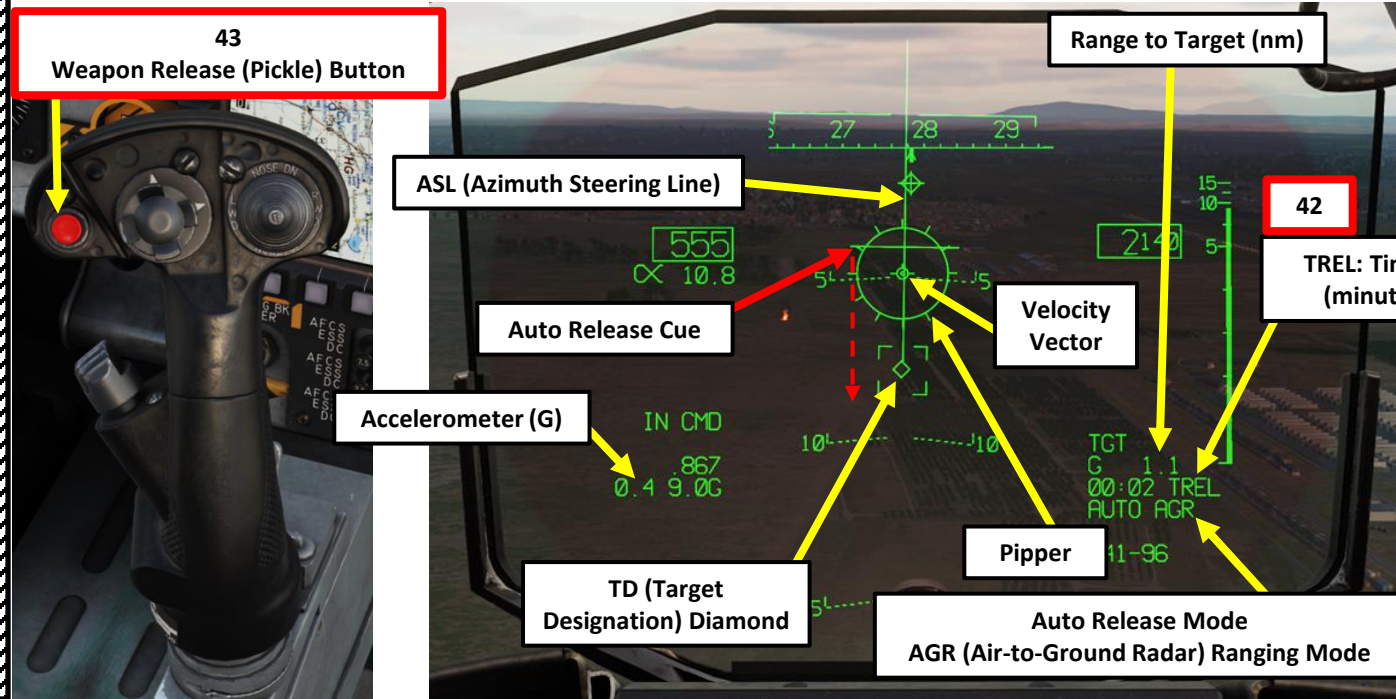 43
Weapon Release (Pickle) Button
NOSE DN
Range to Target (nm)
27 28 29
ASL (Azimuth Steering Line)
15
10
5
42
555
α 10.8
2140
TREL: Tir
(minut
5 5
Auto Release Cue
Velocity
Vector
Accelerometer (G)
IN CMD
.867
0.4 9.0G
10 10
TGT
G 1.1
00:02 TREL
AUTO AGR
Pipper
41-96
TD (Target
Designation) Diamond
5
Auto Release Mode
AGR (Air-to-Ground Radar) Ranging Mode